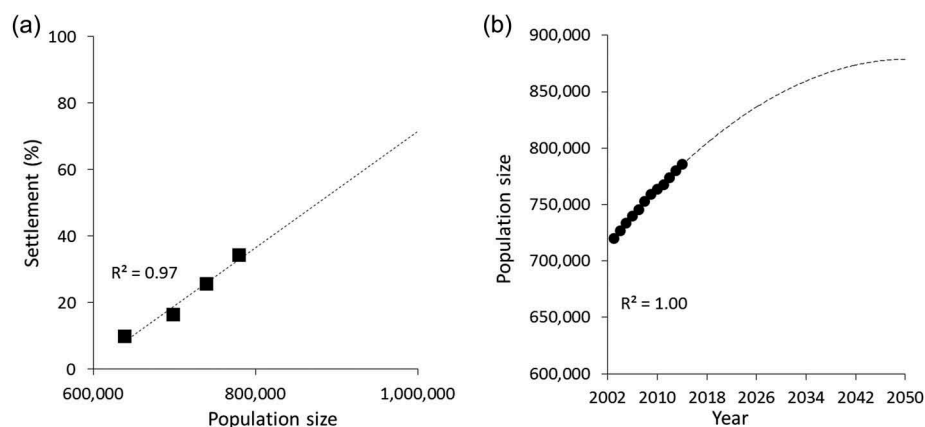 (a)
100
80
60
40
20
0
Settlement (%)
R² = 0.97
600,000 800,000 1,000,000
Population size
(b)
900,000
850,000
800,000
750,000
700,000
650,000
600,000
Population size
R² = 1.00
2002 2010 2018 2026 2034 2042 2050
Year